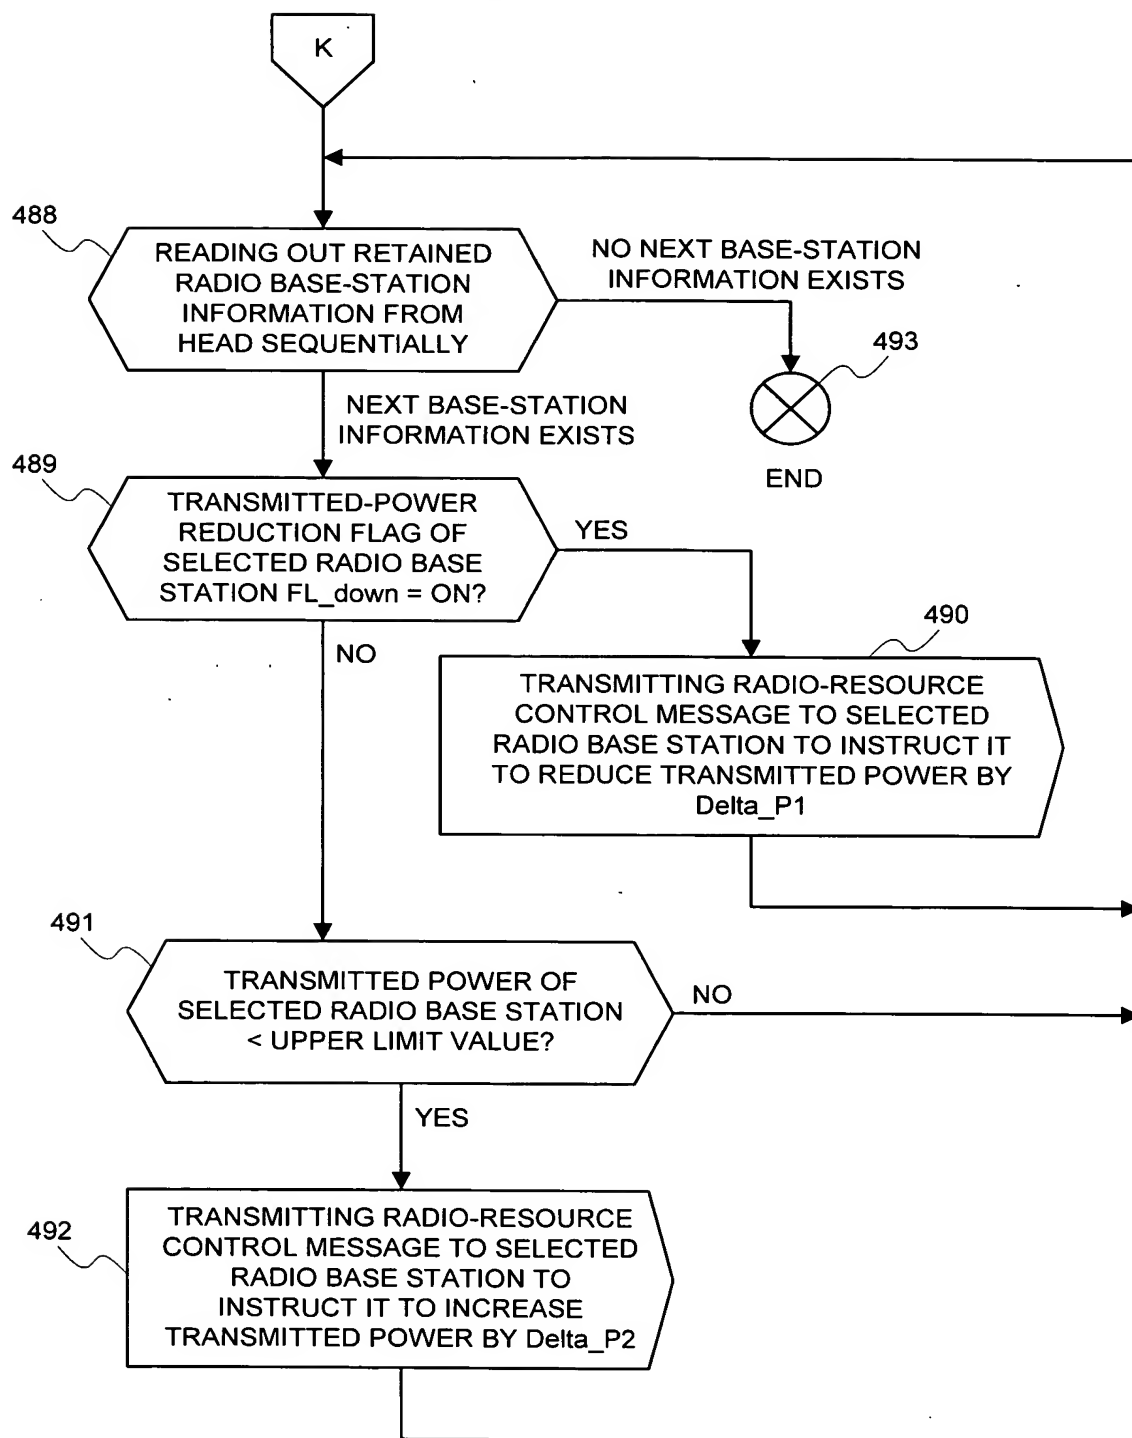 K
488
READING OUT RETAINED
RADIO BASE-STATION
INFORMATION FROM
HEAD SEQUENTIALLY
NO NEXT BASE-STATION
INFORMATION EXISTS
493
END
NEXT BASE-STATION
INFORMATION EXISTS
489
TRANSMITTED-POWER
REDUCTION FLAG OF
SELECTED RADIO BASE
STATION FL_down = ON?
YES
NO
490
TRANSMITTING RADIO-RESOURCE
CONTROL MESSAGE TO SELECTED
RADIO BASE STATION TO INSTRUCT IT
TO REDUCE TRANSMITTED POWER BY
Delta_P1
491
TRANSMITTED POWER OF
SELECTED RADIO BASE STATION
< UPPER LIMIT VALUE?
NO
YES
492
TRANSMITTING RADIO-RESOURCE
CONTROL MESSAGE TO SELECTED
RADIO BASE STATION TO
INSTRUCT IT TO INCREASE
TRANSMITTED POWER BY Delta_P2